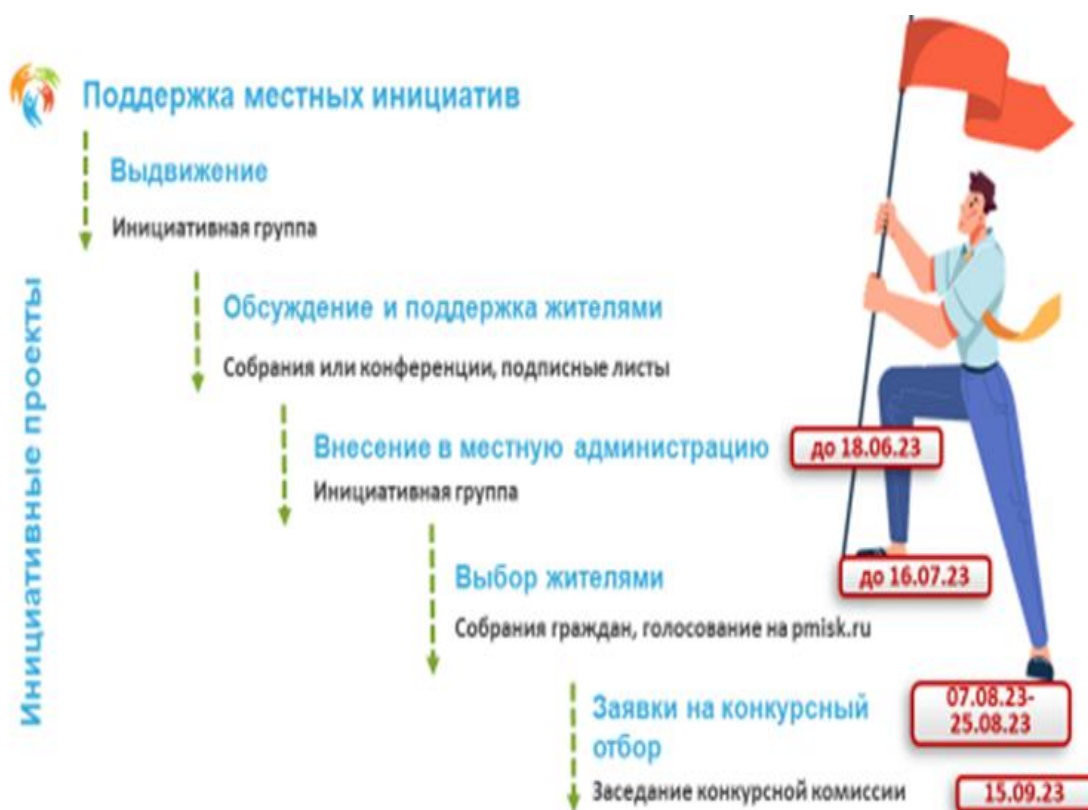 Поддержка местных инициатив
Выдвижение
Инициативная группа
Обсуждение и поддержка жителями
Собрания или конференции, подписные листы
Внесение в местную администрацию
до 18.06.23
Инициативная группа
Выбор жителями
до 16.07.23
Собрания граждан, голосование на pmisk.ru
Заявки на конкурсный
отбор
07.08.23-
25.08.23
Заседание конкурсной комиссии
15.09.23
Инициативные проекты